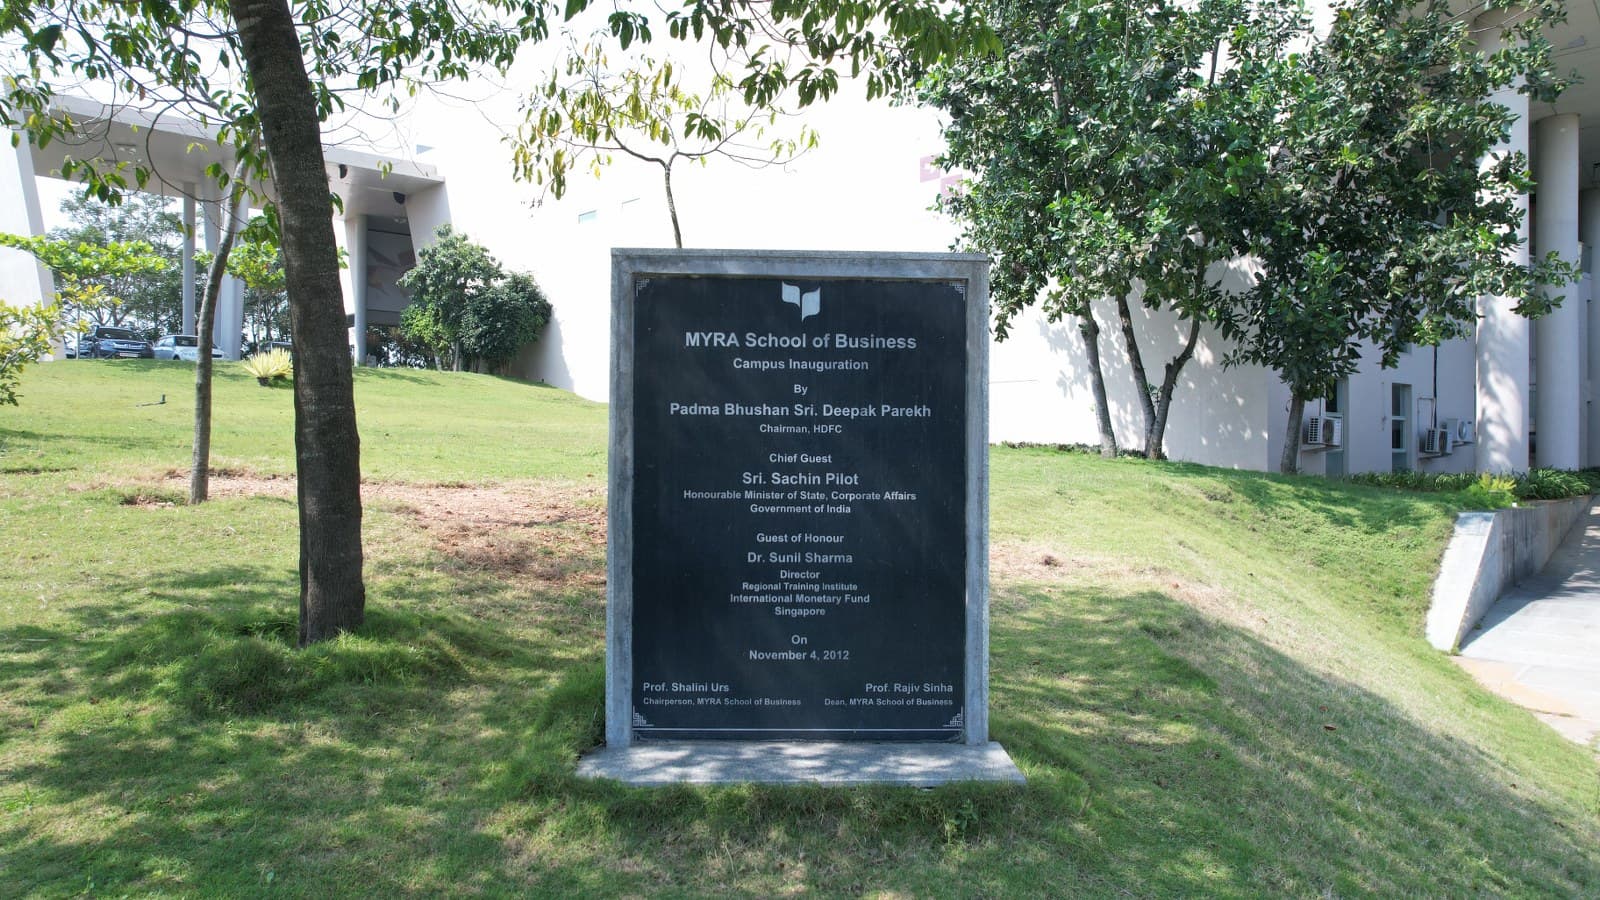 MYRA School of Business
Campus Inauguration
By
Padma Bhushan Sri. Deepak Parekh
Chairman, HDFC
Chief Guest
Sri. Sachin Pilot
Honourable Minister of State, Corporate Affairs
Government of India
Guest of Honour
Dr. Sunil Sharma
Director
Regional Training Institute
International Monetary Fund
Singapore
On
November 4, 2012
Prof. Shalini Urs
Chairperson, MYRA School of Business
Prof. Rajiv Sinha
Dean, MYRA School of Business